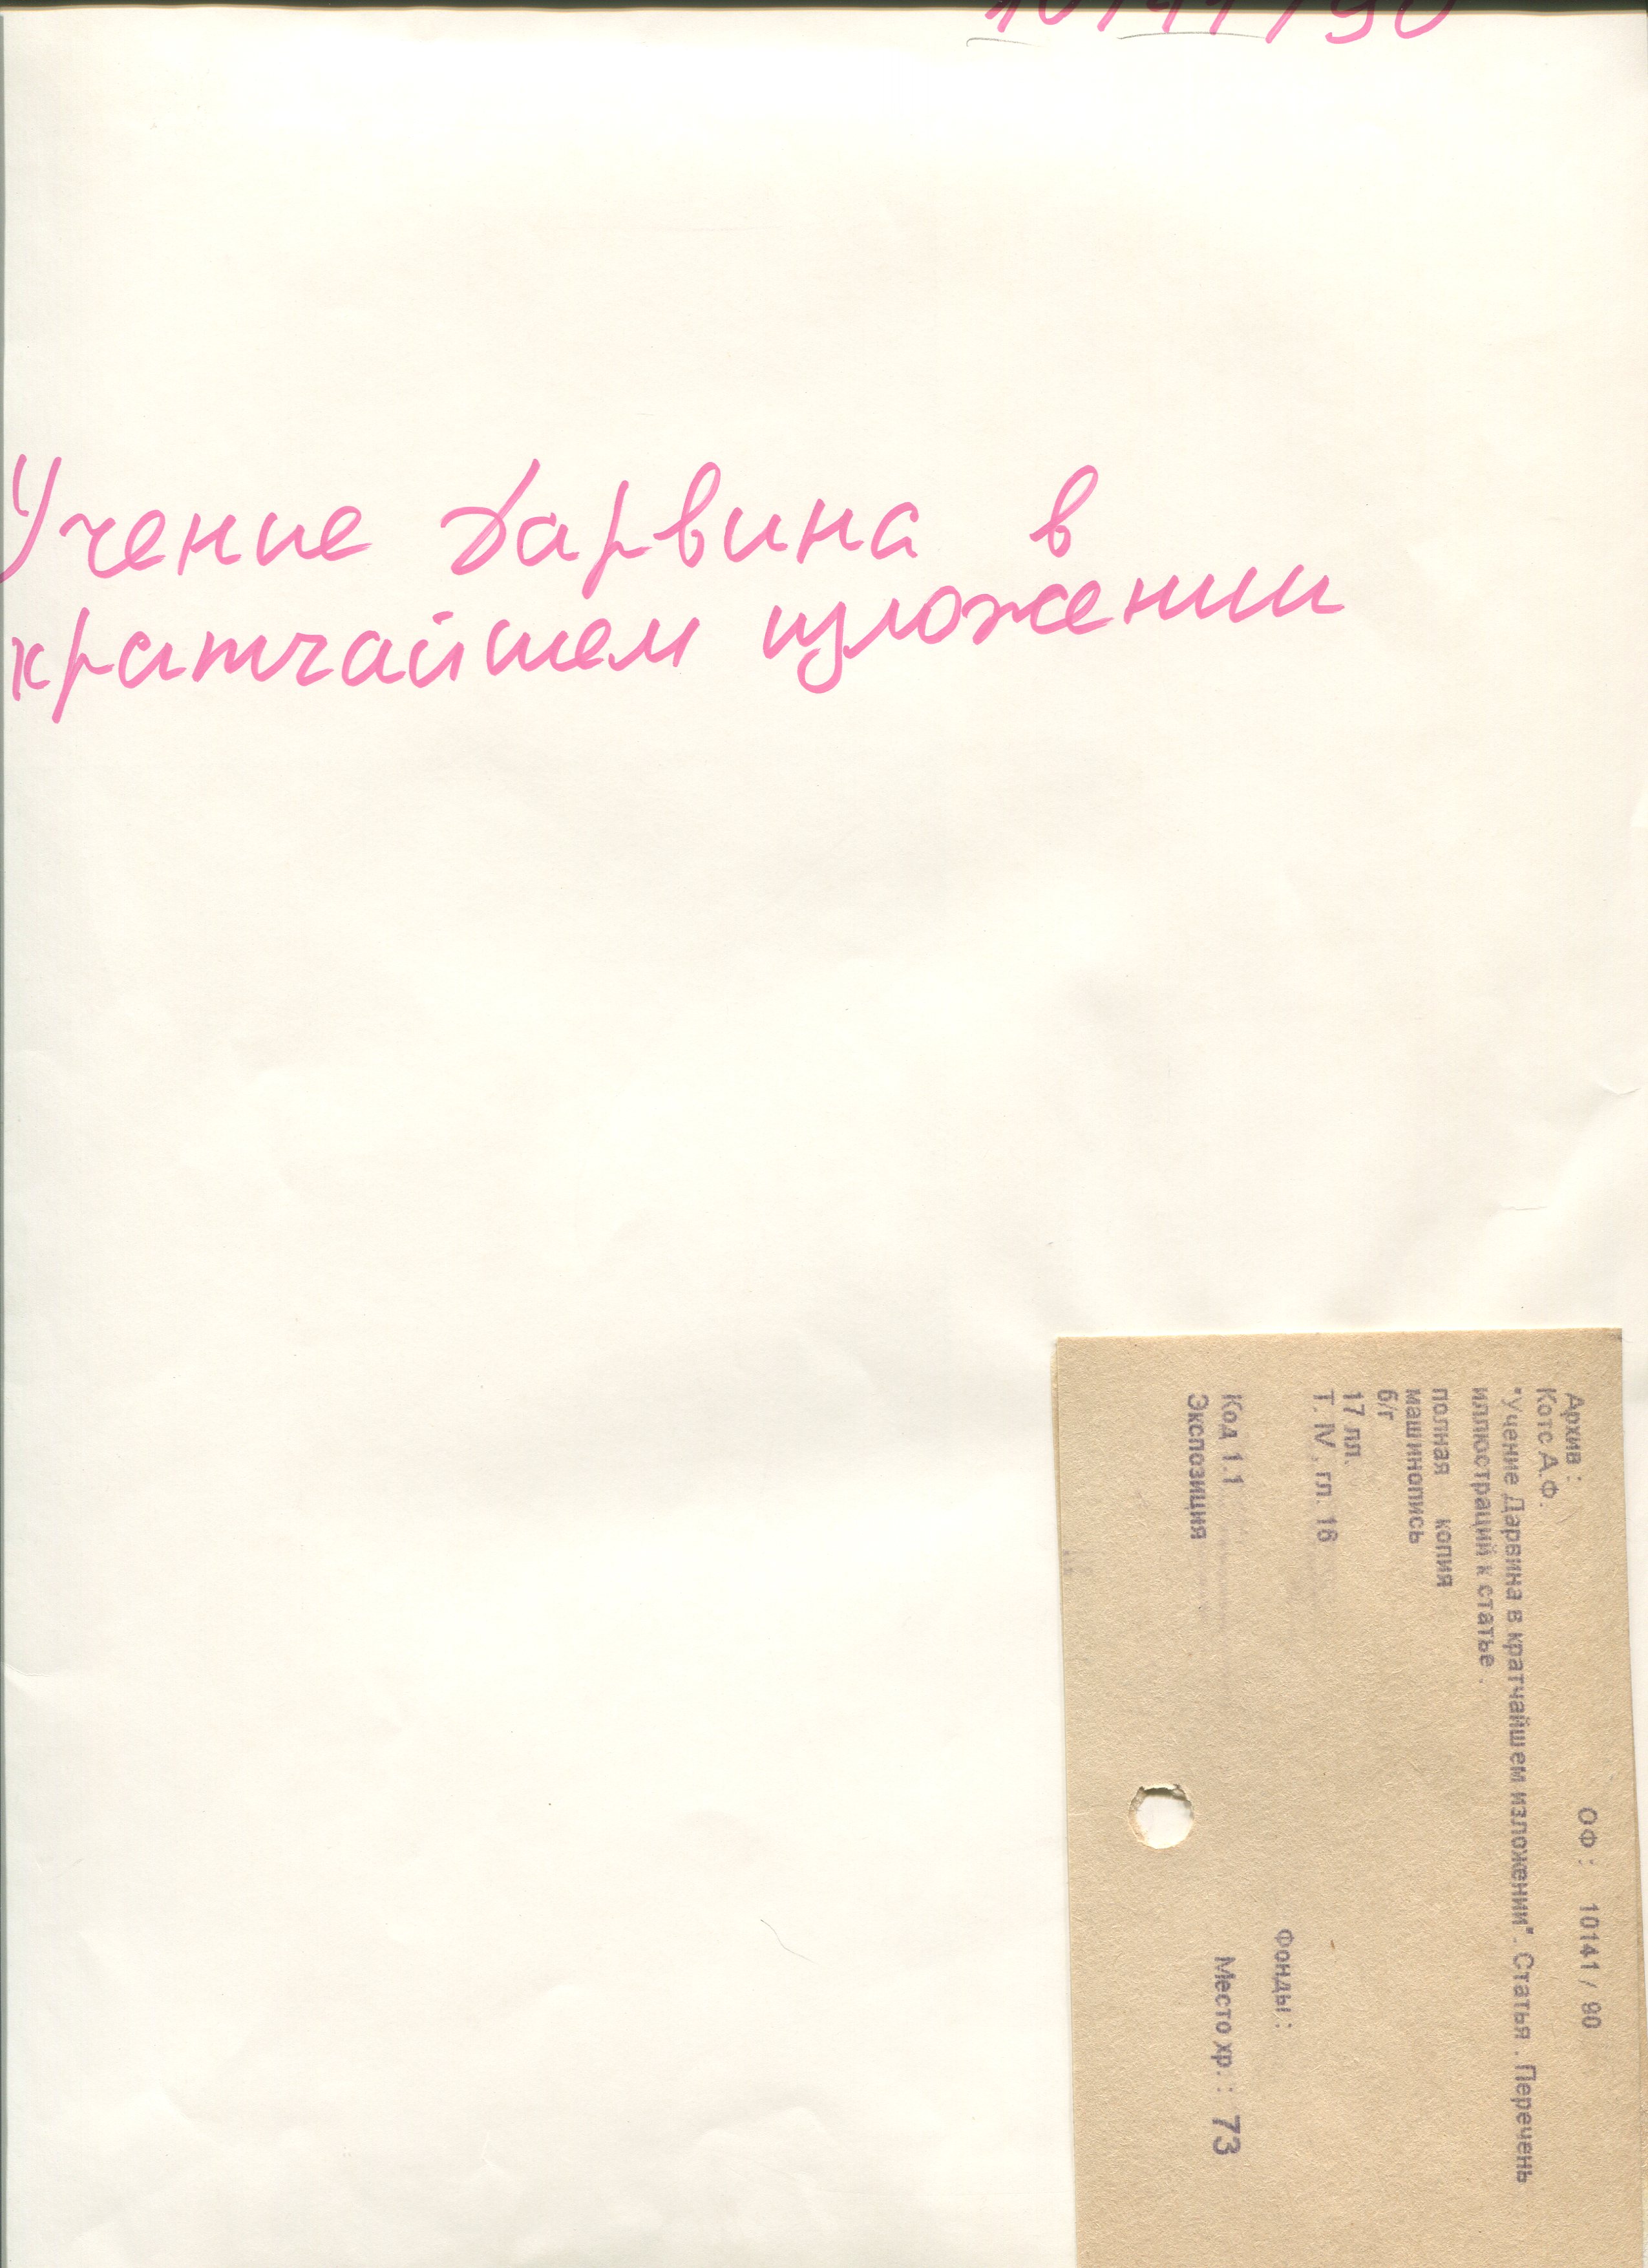 10141/90
Учение Дарвина в
кратчайшем изложении
ОФ : 10141 / 90
Архив :
Котс А.Ф.
"Учение Дарвина в кратчайшем изложении". Статья . Перечень
иллюстраций к статье .
полная копия
машинопись
б/г
17 лл.
Т. IV , гл. 16
Фонды :
Код 1.1
Место хр. : 73
Экспозиция